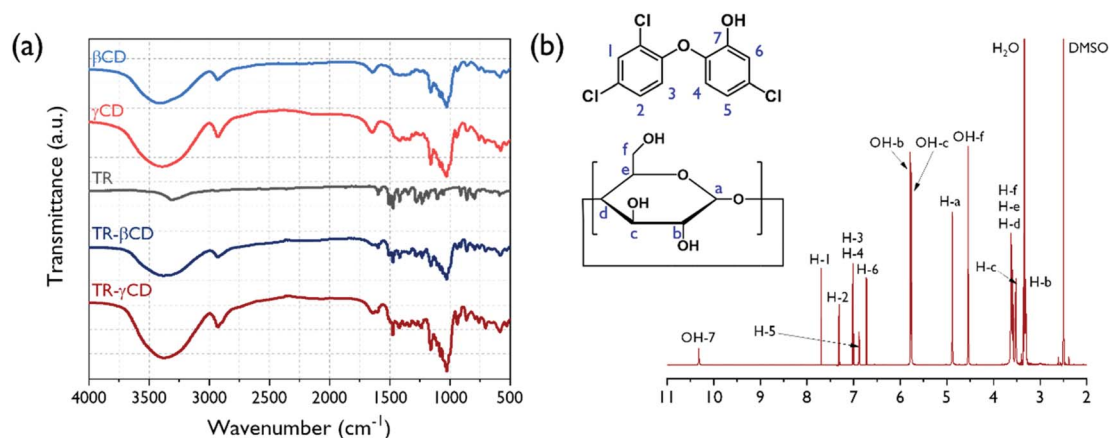 (a)
βCD
γCD
TR
TR-βCD
TR-γCD
Transmittance (a.u.)
4000 3500 3000 2500 2000 1500 1000 500
Wavenumber (cm⁻¹)
(b)
Cl OH
1 7 6
O
Cl 3 4 Cl
2 5
f OH
e O
a
OH O
d
c b
OH
H₂O
DMSO
OH-b
OH-c
OH-f
H-a
H-f
H-e
H-d
H-3
H-4
H-1
H-6
H-c
H-b
H-2
H-5
OH-7
11 10 9 8 7 6 5 4 3 2